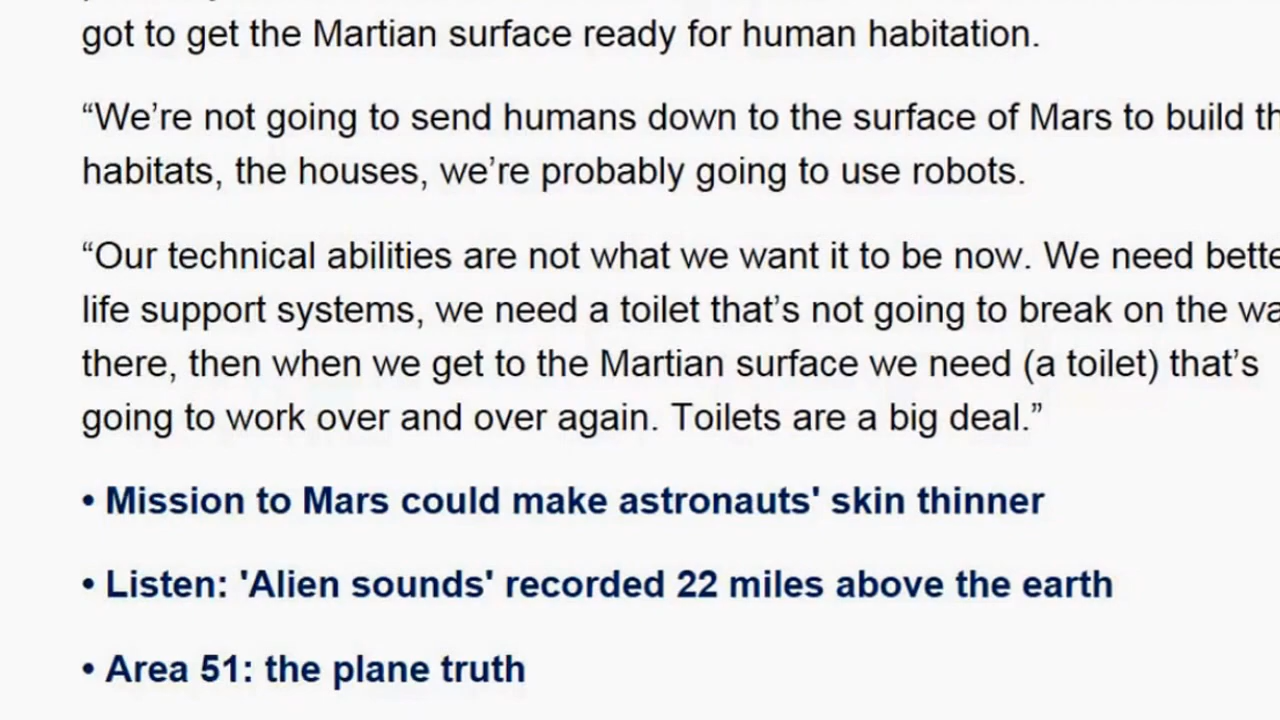 got to get the Martian surface ready for human habitation.
“We’re not going to send humans down to the surface of Mars to build th
habitats, the houses, we’re probably going to use robots.
“Our technical abilities are not what we want it to be now. We need bette
life support systems, we need a toilet that’s not going to break on the wa
there, then when we get to the Martian surface we need (a toilet) that’s
going to work over and over again. Toilets are a big deal.”
• Mission to Mars could make astronauts' skin thinner
• Listen: 'Alien sounds' recorded 22 miles above the earth
• Area 51: the plane truth